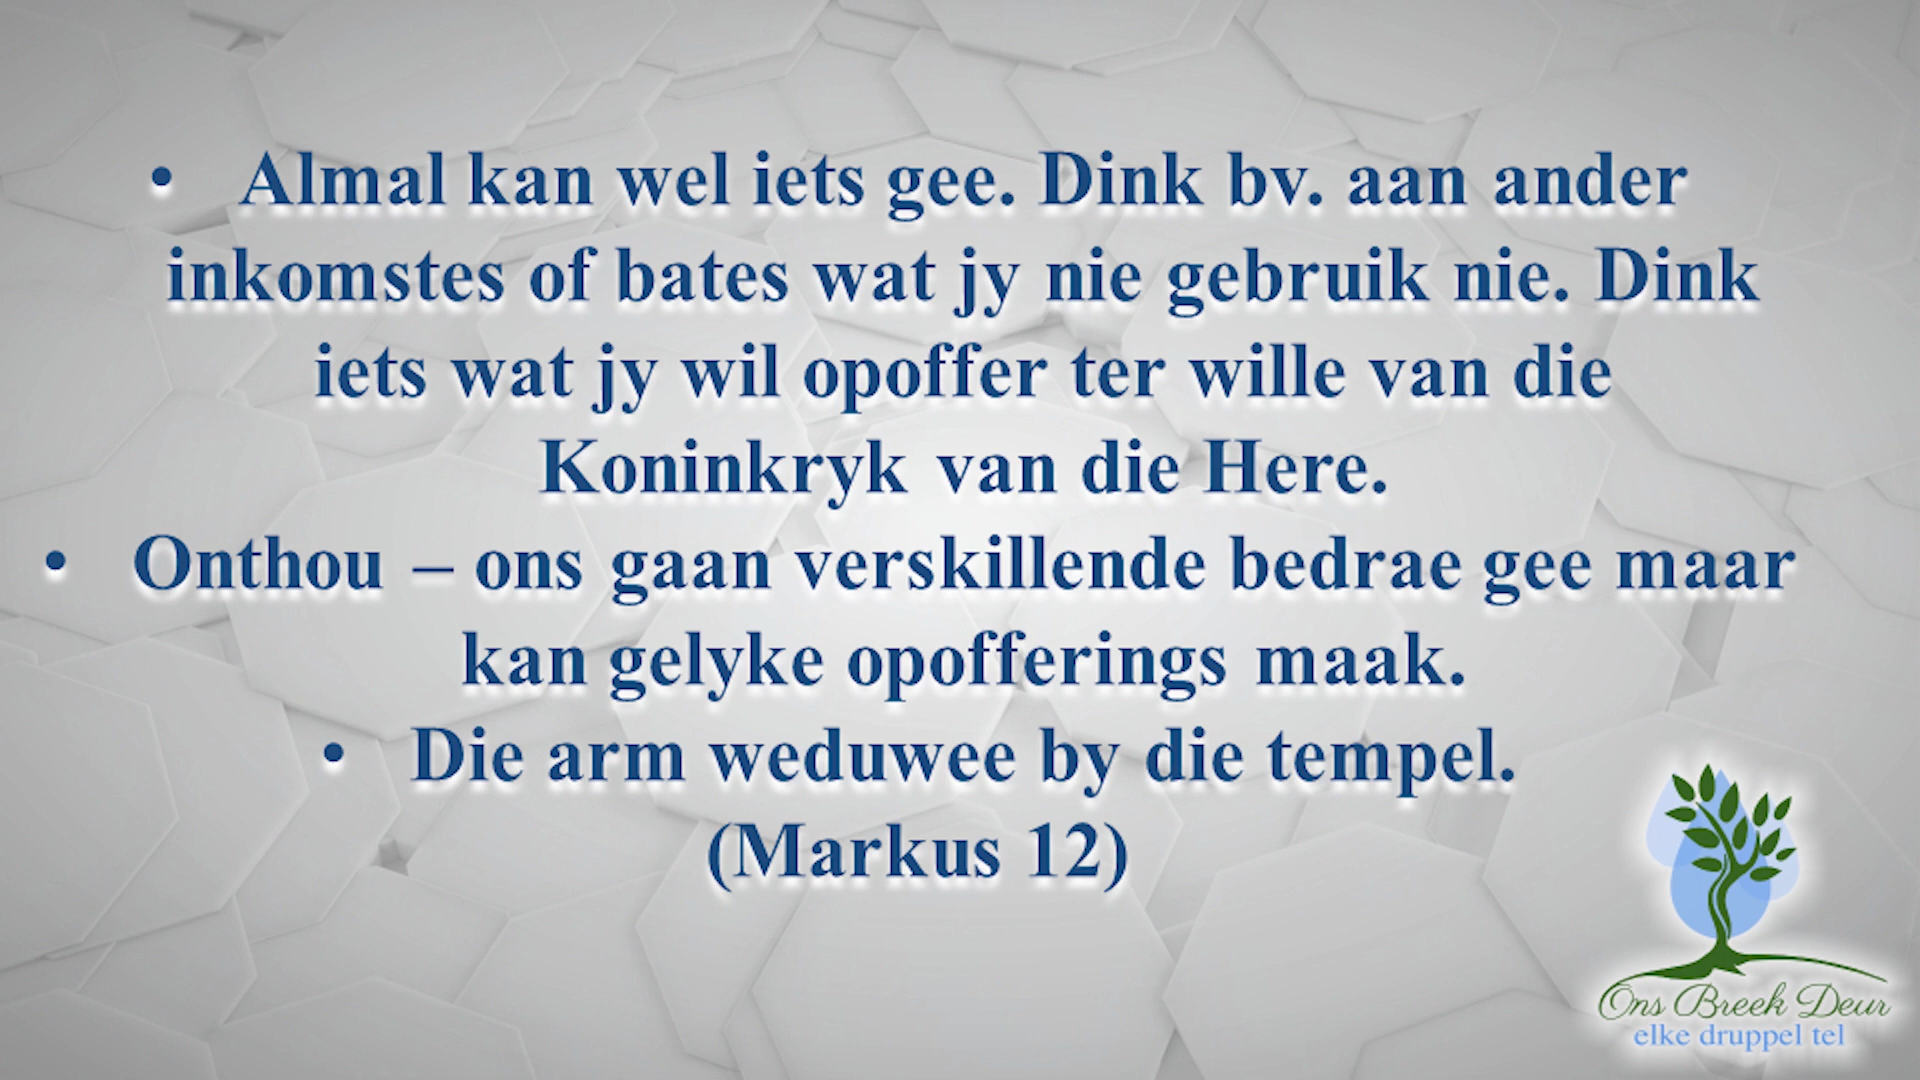 • Almal kan wel iets gee. Dink bv. aan ander
inkomstes of bates wat jy nie gebruik nie. Dink
iets wat jy wil opoffer ter wille van die
Koninkryk van die Here.
• Onthou – ons gaan verskillende bedrae gee maar
kan gelyke opofferings maak.
• Die arm weduwee by die tempel.
(Markus 12)
Ons Breek Deur
elke druppel tel